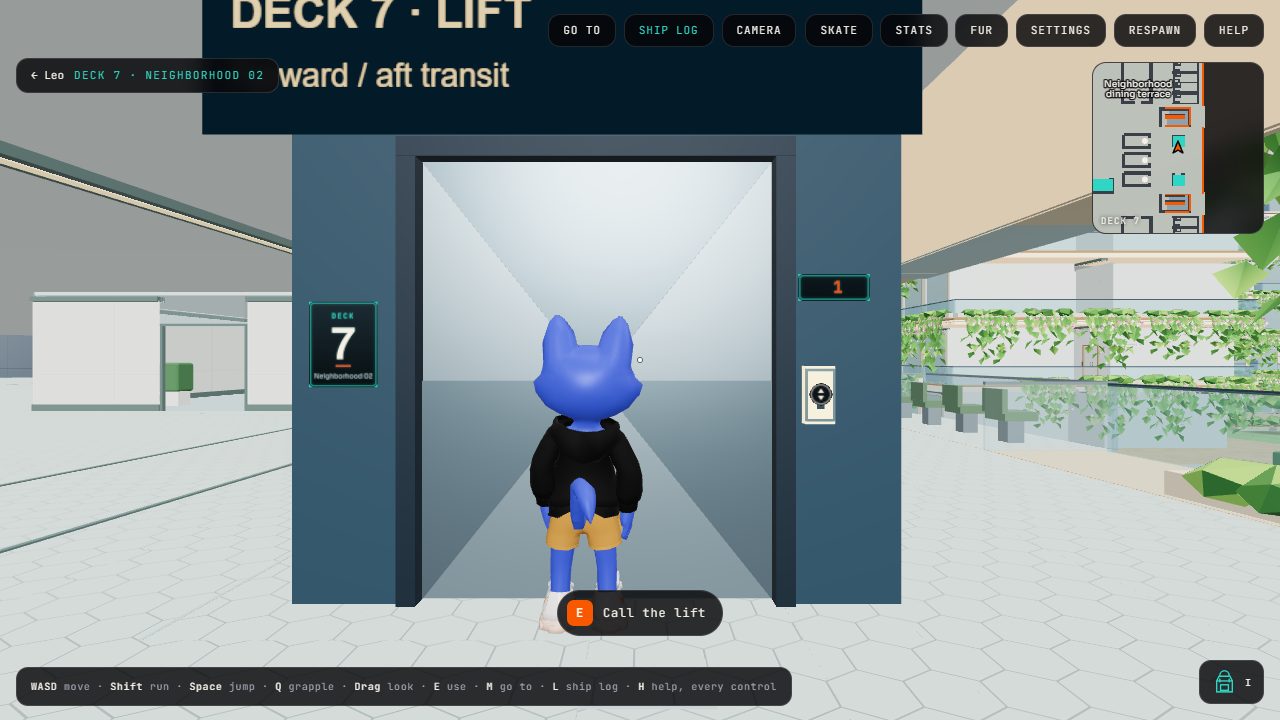 DECK 7 · LIFT
ward / aft transit
GO TO
SHIP LOG
CAMERA
SKATE
STATS
FUR
SETTINGS
RESPAWN
HELP
← Leo DECK 7 · NEIGHBORHOOD 02
Neighborhood
dining terrace
DECK 7
1
DECK
7
Neighborhood 02
E Call the lift
WASD move · Shift run · Space jump · Q grapple · Drag look · E use · M go to · L ship log · H help, every control
I